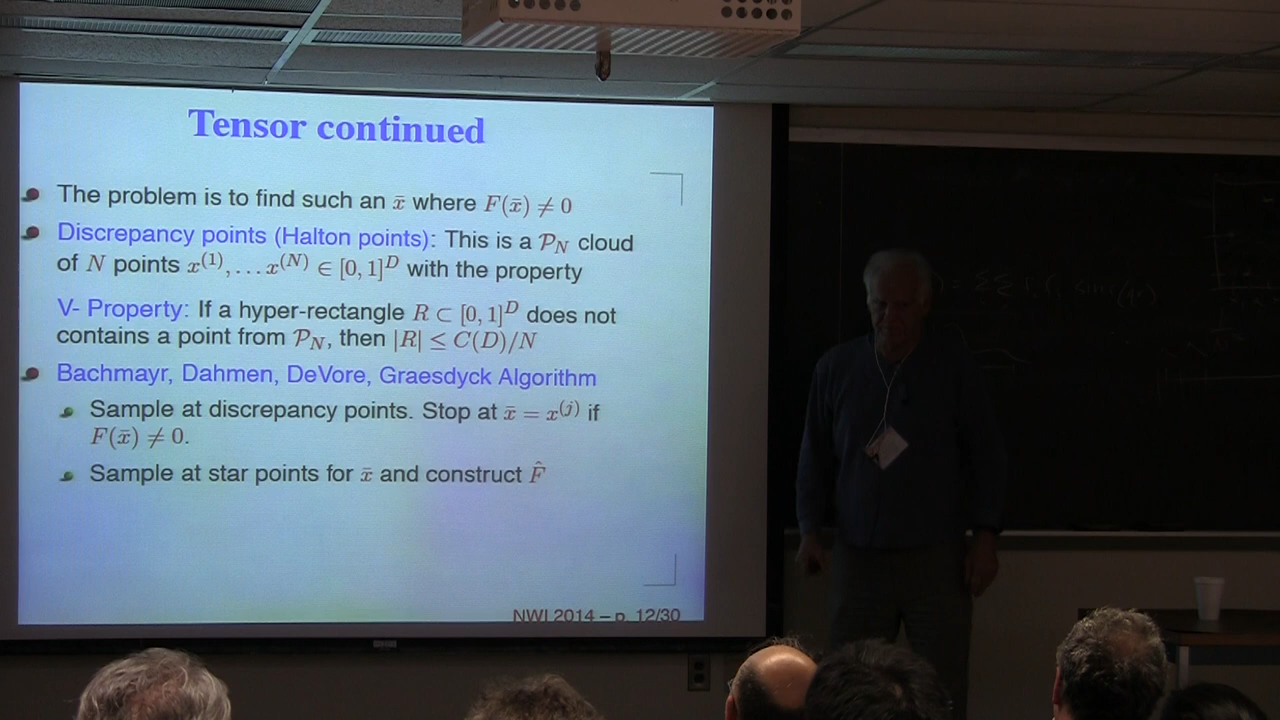 Tensor continued
The problem is to find such an x̄ where F(x̄) ≠ 0
Discrepancy points (Halton points): This is a 𝒫_N cloud
of N points x^(1), … x^(N) ∈ [0, 1]^D with the property
V- Property: If a hyper-rectangle R ⊂ [0, 1]^D does not
contains a point from 𝒫_N, then |R| ≤ C(D)/N
Bachmayr, Dahmen, DeVore, Graesdyck Algorithm
Sample at discrepancy points. Stop at x̄ = x^(j) if
F(x̄) ≠ 0.
Sample at star points for x̄ and construct F̂
NWI 2014 – p. 12/30